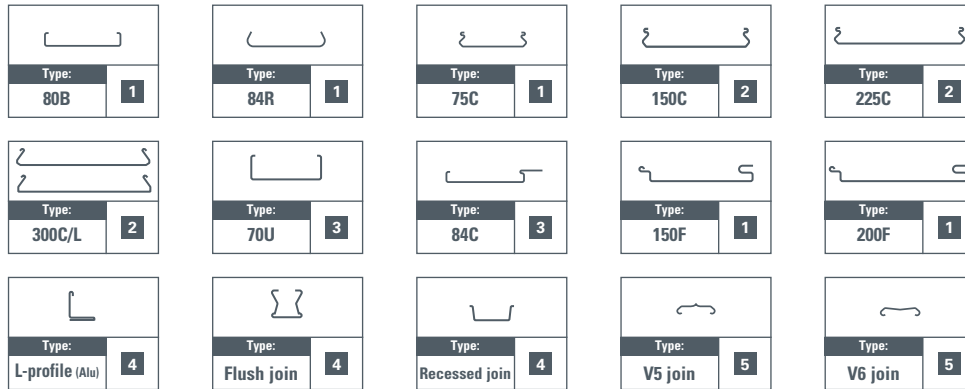 Type: Type: Type: Type: Type:
80B 1 84R 1 75C 1 150C 2 225C 2
Type: Type: Type: Type: Type:
300C/L 2 70U 3 84C 3 150F 1 200F 1
Type: Type: Type: Type: Type:
L-profile (Alu) 4 Flush join 4 Recessed join 4 V5 join 5 V6 join 5